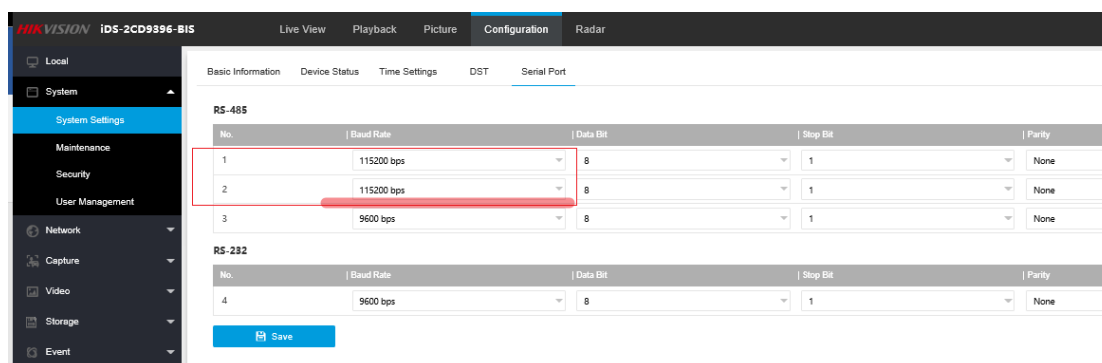 HIKVISION iDS-2CD9396-BIS Live View Playback Picture Configuration Radar
Local
System
System Settings
Maintenance
Security
User Management
Network
Capture
Video
Storage
Event
Basic Information Device Status Time Settings DST Serial Port
RS-485
No. | Baud Rate | Data Bit | Stop Bit | Parity
1 115200 bps 8 1 None
2 115200 bps 8 1 None
3 9600 bps 8 1 None
RS-232
No. | Baud Rate | Data Bit | Stop Bit | Parity
4 9600 bps 8 1 None
Save